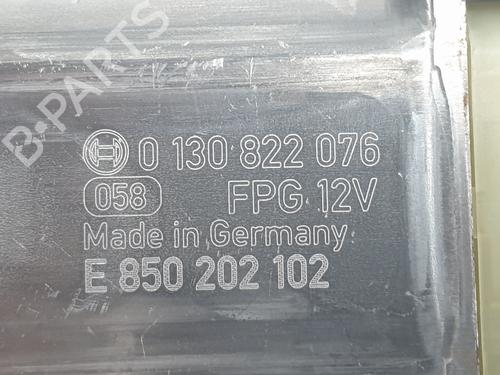 B-PARTS
0 130 822 076
058 FPG 12V
Made in Germany
E 850 202 102